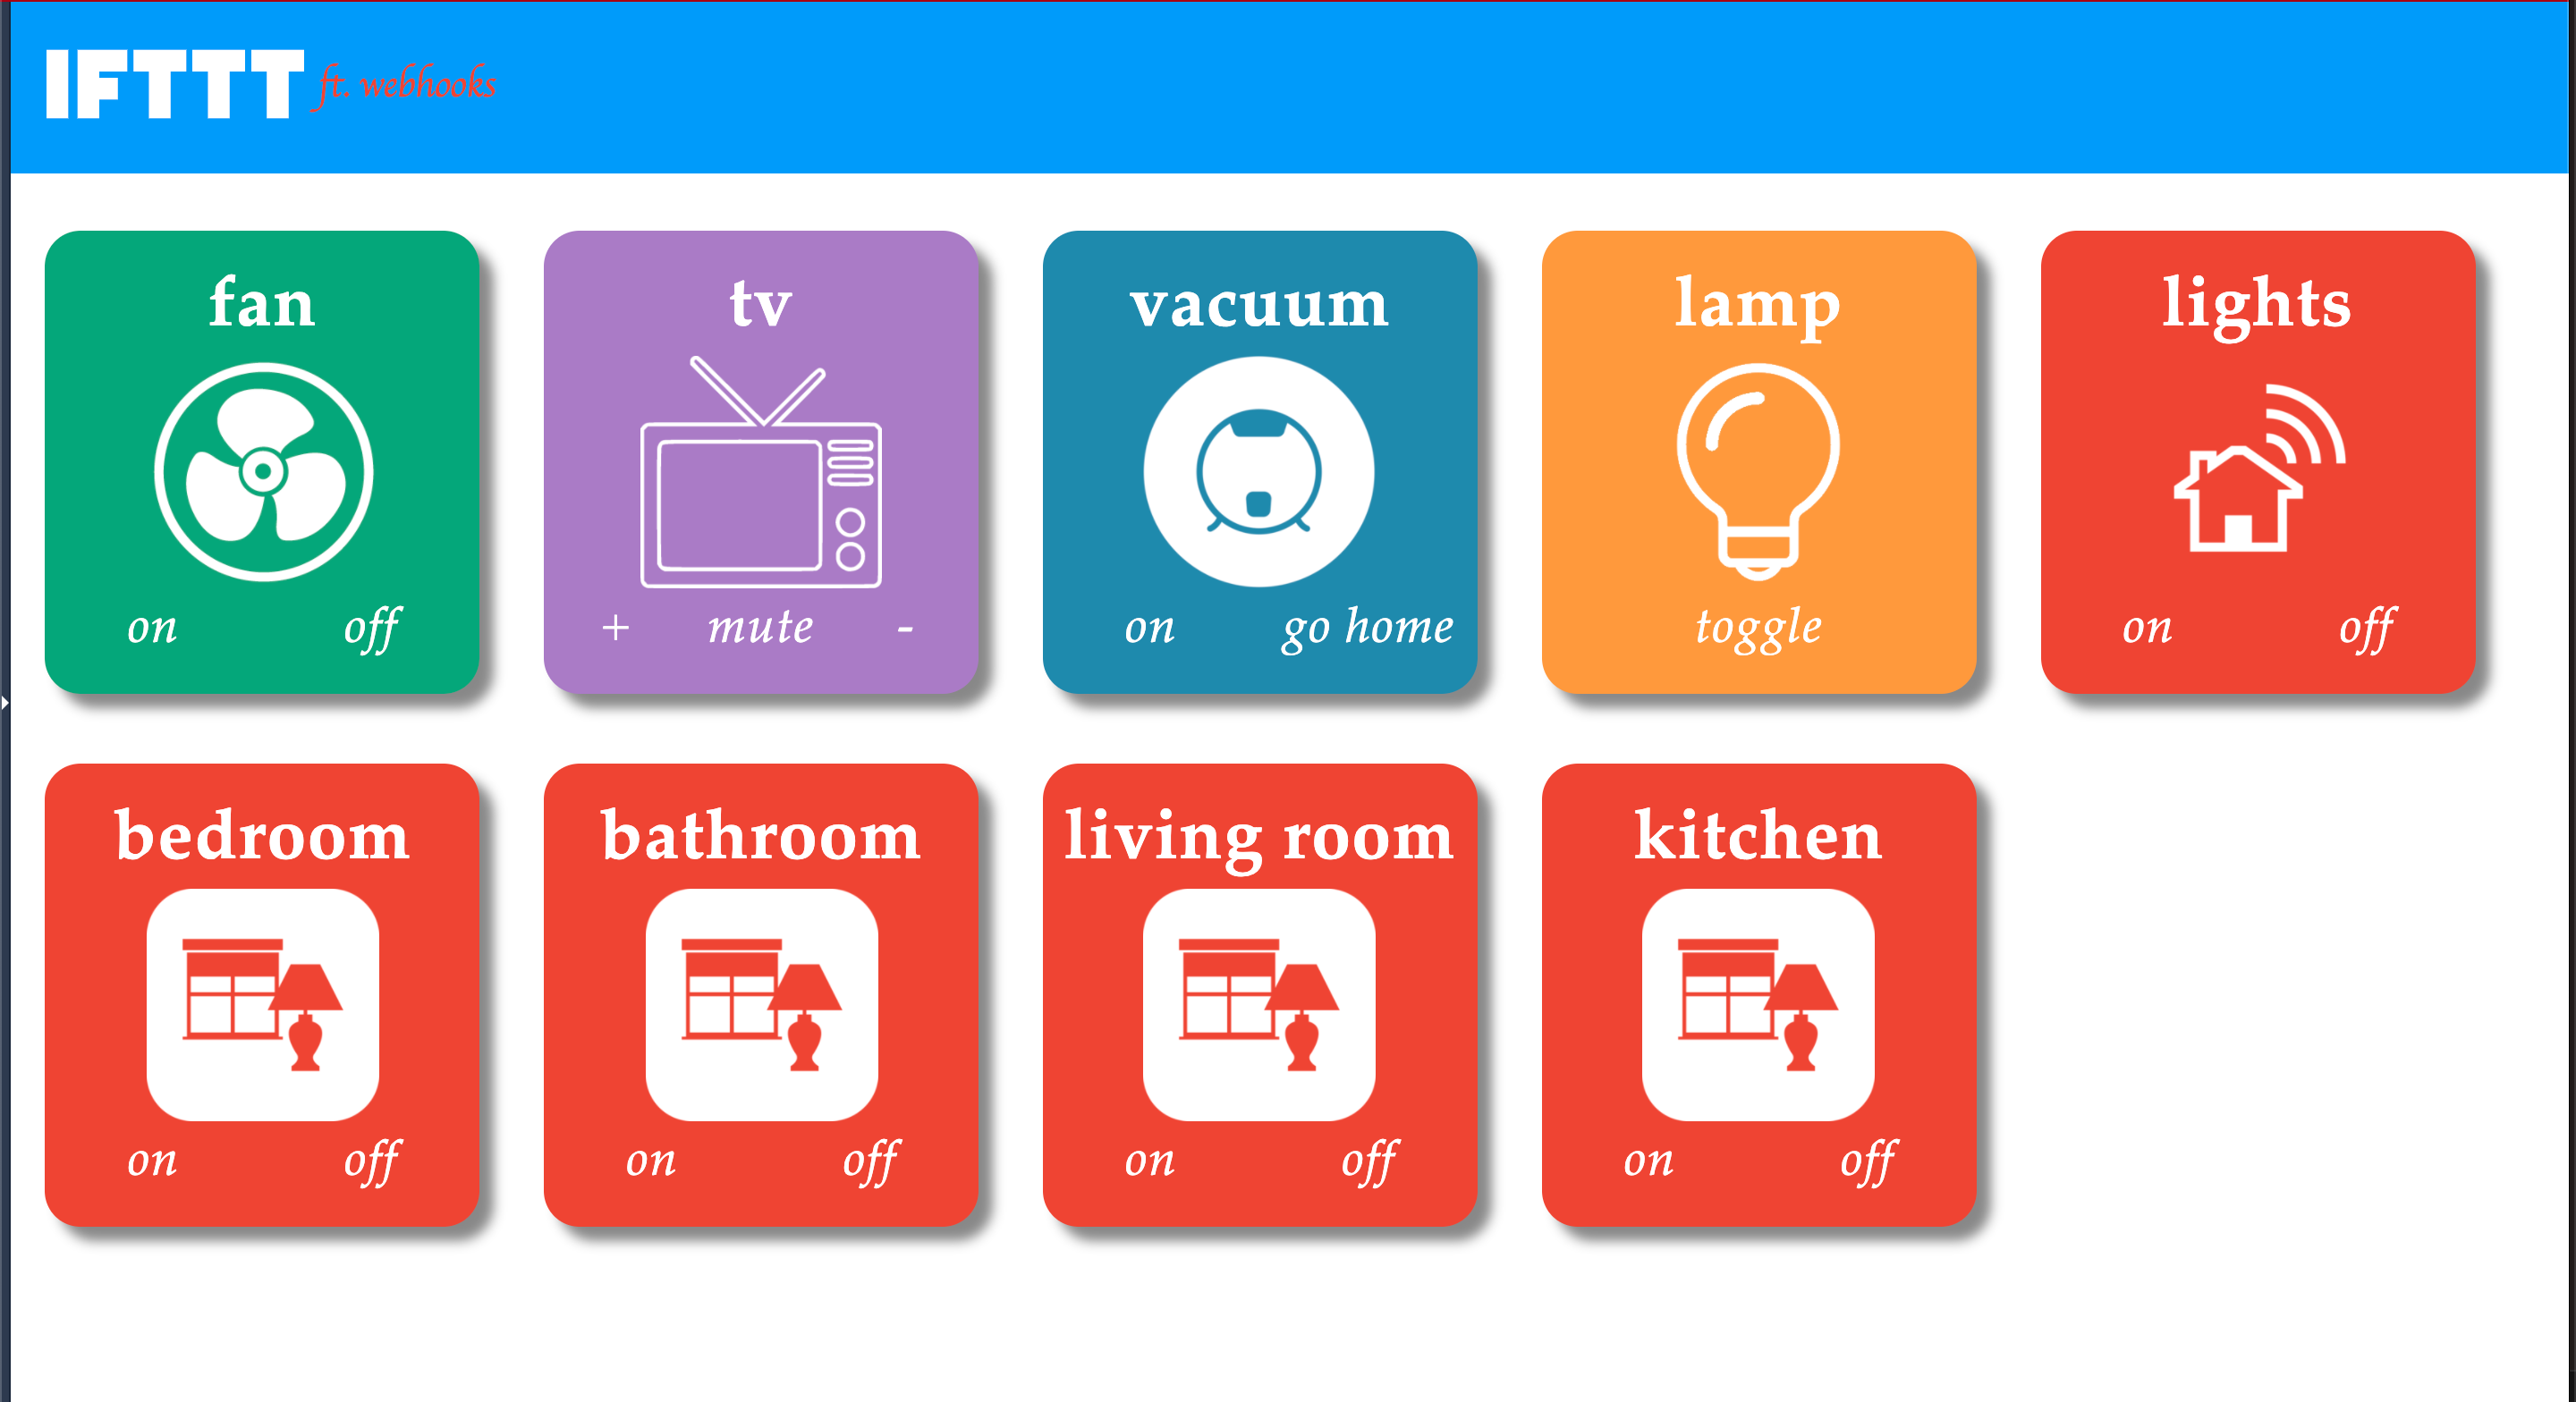 IFTTT ft. webhooks
fan
on off
tv
+ mute -
vacuum
on go home
lamp
toggle
lights
on off
bedroom
on off
bathroom
on off
living room
on off
kitchen
on off